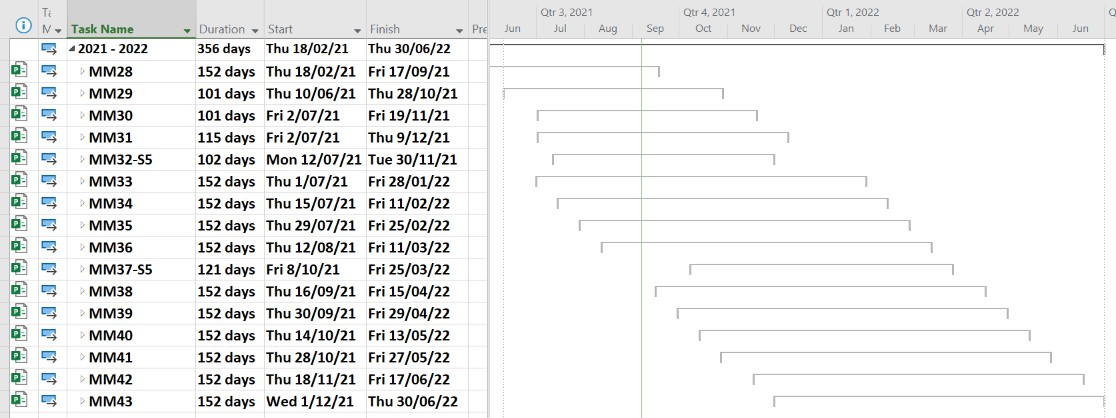 Qtr 3, 2021 Qtr 4, 2021 Qtr 1, 2022 Qtr 2, 2022 Q
Ta M Task Name Duration Start Finish Pre Jun Jul Aug Sep Oct Nov Dec Jan Feb Mar Apr May Jun
2021 - 2022 356 days Thu 18/02/21 Thu 30/06/22
MM28 152 days Thu 18/02/21 Fri 17/09/21
MM29 101 days Thu 10/06/21 Thu 28/10/21
MM30 101 days Fri 2/07/21 Fri 19/11/21
MM31 115 days Fri 2/07/21 Thu 9/12/21
MM32-S5 102 days Mon 12/07/21 Tue 30/11/21
MM33 152 days Thu 1/07/21 Fri 28/01/22
MM34 152 days Thu 15/07/21 Fri 11/02/22
MM35 152 days Thu 29/07/21 Fri 25/02/22
MM36 152 days Thu 12/08/21 Fri 11/03/22
MM37-S5 121 days Fri 8/10/21 Fri 25/03/22
MM38 152 days Thu 16/09/21 Fri 15/04/22
MM39 152 days Thu 30/09/21 Fri 29/04/22
MM40 152 days Thu 14/10/21 Fri 13/05/22
MM41 152 days Thu 28/10/21 Fri 27/05/22
MM42 152 days Thu 18/11/21 Fri 17/06/22
MM43 152 days Wed 1/12/21 Thu 30/06/22